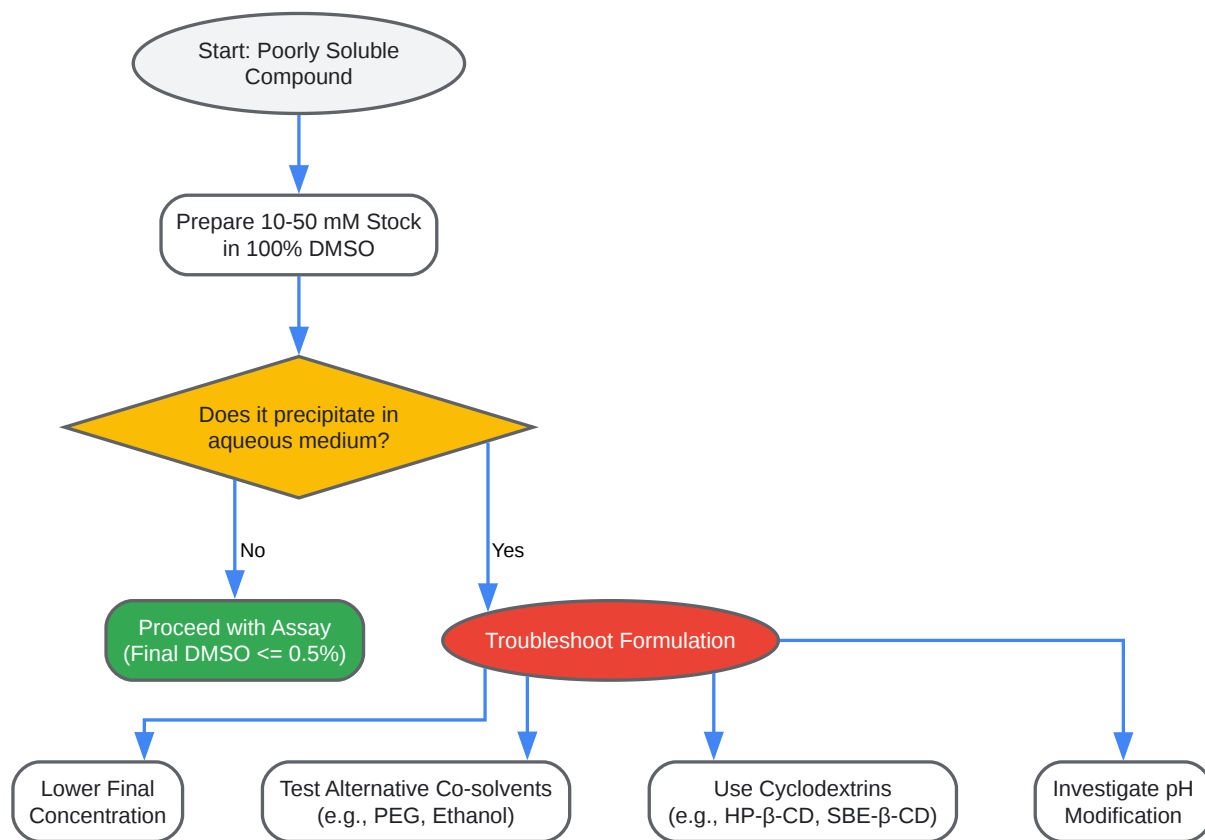 Start: Poorly Soluble
Compound
Prepare 10-50 mM Stock
in 100% DMSO
Does it precipitate in
aqueous medium?
No
Yes
Proceed with Assay
(Final DMSO <= 0.5%)
Troubleshoot Formulation
Lower Final
Concentration
Test Alternative Co-solvents
(e.g., PEG, Ethanol)
Use Cyclodextrins
(e.g., HP-β-CD, SBE-β-CD)
Investigate pH
Modification